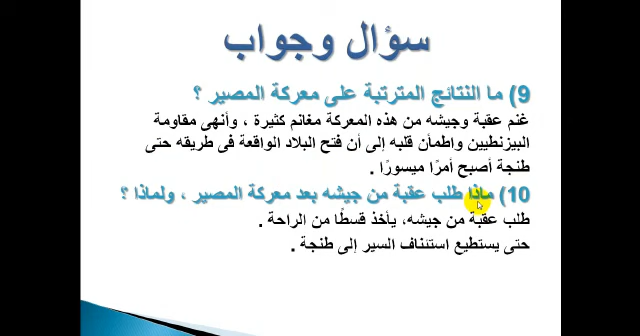 سؤال وجواب
9) ما النتائج المترتبة على معركة المصير ؟
غنم عقبة وجيشه من هذه المعركة مغانم كثيرة ، وأنهى مقاومة
البيزنطيين واطمأن قلبه إلى أن فتح البلاد الواقعة فى طريقه حتى
طنجة أصبح أمرًا ميسورًا .
10) ماذا طلب عقبة من جيشه بعد معركة المصير ، ولماذا ؟
طلب عقبة من جيشه، يأخذ قسطًا من الراحة .
حتى يستطيع استئناف السير إلى طنجة .